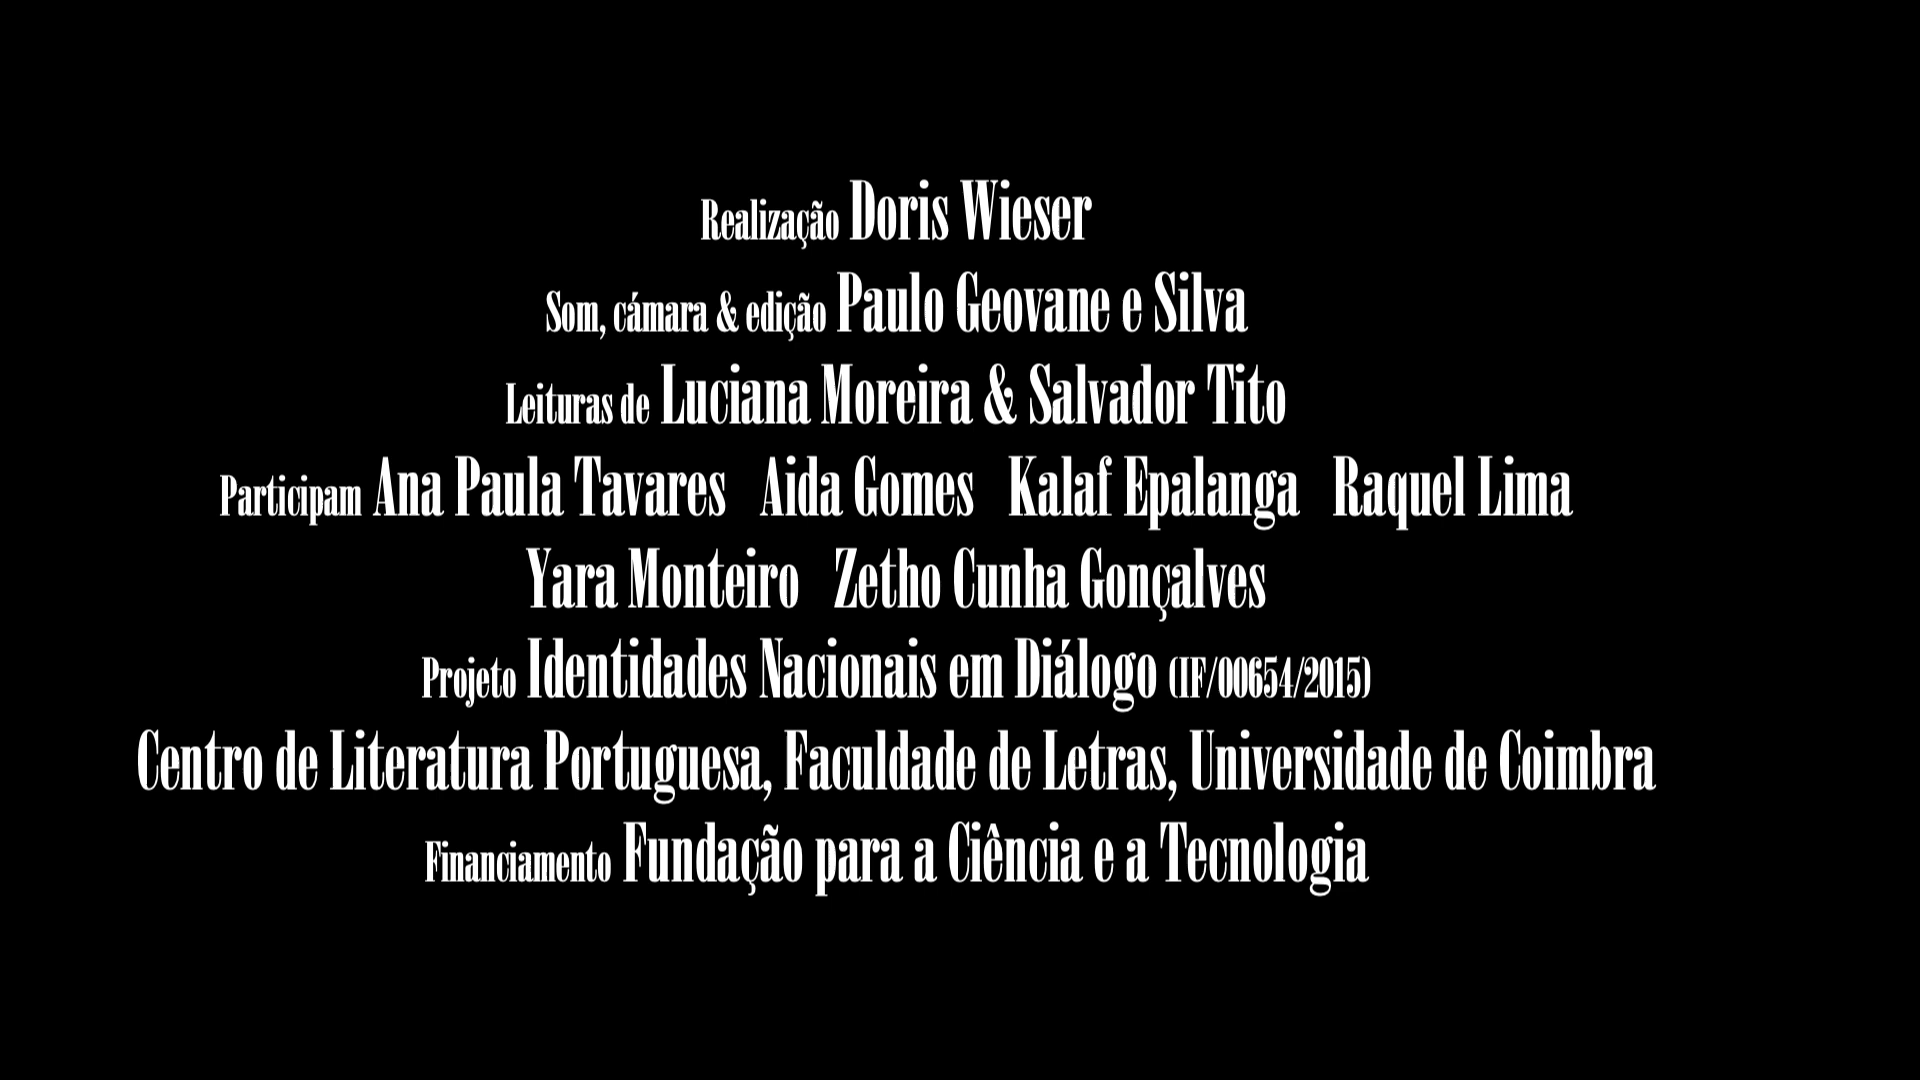 Realização Doris Wieser
Som, cámara & edição Paulo Geovane e Silva
Leituras de Luciana Moreira & Salvador Tito
Participam Ana Paula Tavares Aida Gomes Kalaf Epalanga Raquel Lima
Yara Monteiro Zetho Cunha Gonçalves
Projeto Identidades Nacionais em Diálogo (IF/00654/2015)
Centro de Literatura Portuguesa, Faculdade de Letras, Universidade de Coimbra
Financiamento Fundação para a Ciência e a Tecnologia